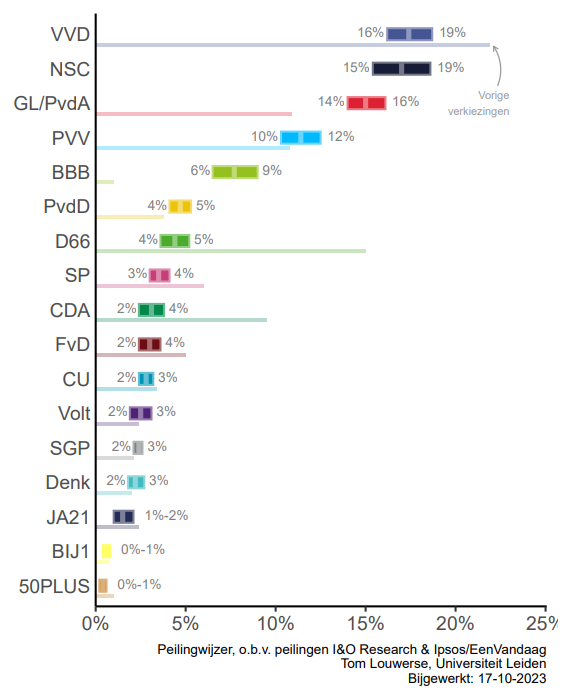 VVD 16% 19%
NSC 15% 19%
GL/PvdA 14% 16%
Vorige
verkiezingen
PVV 10% 12%
BBB 6% 9%
PvdD 4% 5%
D66 4% 5%
SP 3% 4%
CDA 2% 4%
FvD 2% 4%
CU 2% 3%
Volt 2% 3%
SGP 2% 3%
Denk 2% 3%
JA21 1%-2%
BIJ1 0%-1%
50PLUS 0%-1%
0% 5% 10% 15% 20% 25%
Peilingwijzer, o.b.v. peilingen I&O Research & Ipsos/EenVandaag
Tom Louwerse, Universiteit Leiden
Bijgewerkt: 17-10-2023